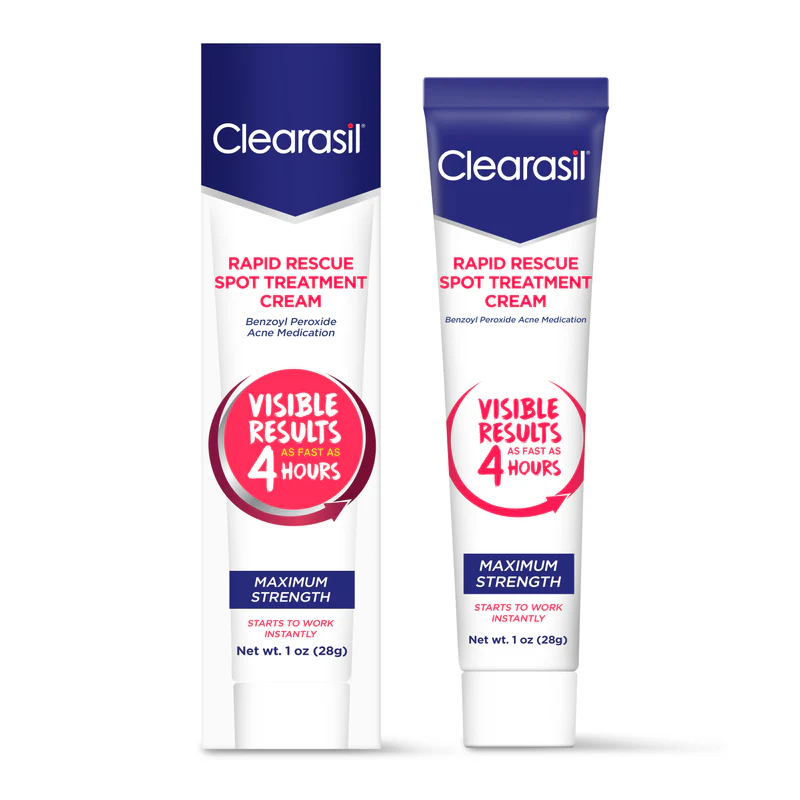 Clearasil®
RAPID RESCUE
SPOT TREATMENT
CREAM
Benzoyl Peroxide
Acne Medication
VISIBLE
RESULTS
AS FAST AS
4 HOURS
MAXIMUM
STRENGTH
STARTS TO WORK
INSTANTLY
Net wt. 1 oz (28g)
Clearasil®
RAPID RESCUE
SPOT TREATMENT
CREAM
Benzoyl Peroxide Acne Medication
VISIBLE
RESULTS
AS FAST AS
4 HOURS
MAXIMUM
STRENGTH
STARTS TO WORK
INSTANTLY
Net wt. 1 oz (28g)